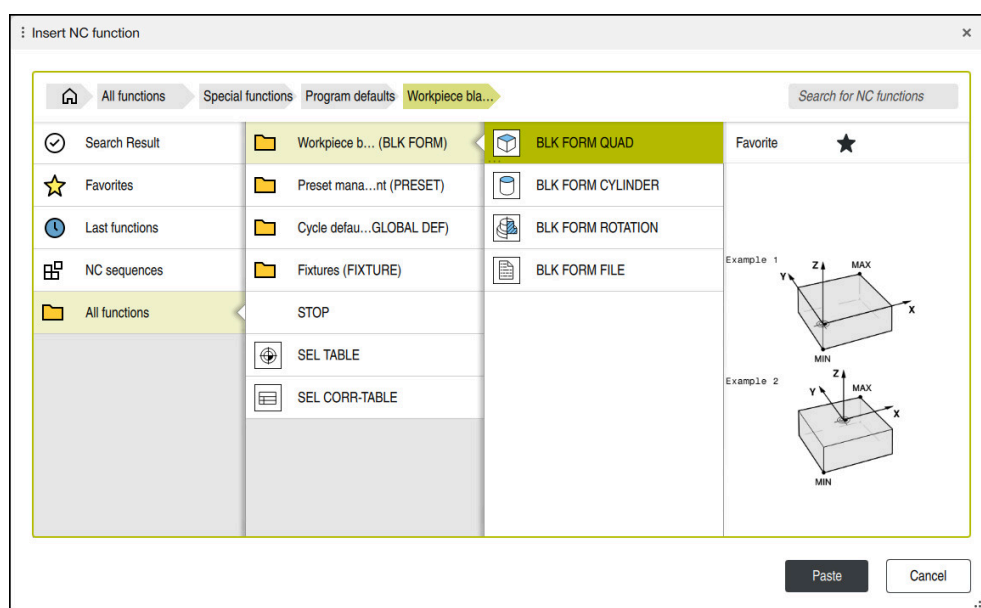 Insert NC function
All functions
Special functions
Program defaults
Workpiece bla...
Search for NC functions
Search Result
Favorites
Last functions
NC sequences
All functions
Workpiece b... (BLK FORM)
Preset mana...nt (PRESET)
Cycle defau...GLOBAL DEF)
Fixtures (FIXTURE)
STOP
SEL TABLE
SEL CORR-TABLE
BLK FORM QUAD
BLK FORM CYLINDER
BLK FORM ROTATION
BLK FORM FILE
Favorite
Example 1
Z
MAX
Y
X
MIN
Example 2
Z
MAX
Y
X
MIN
Paste
Cancel